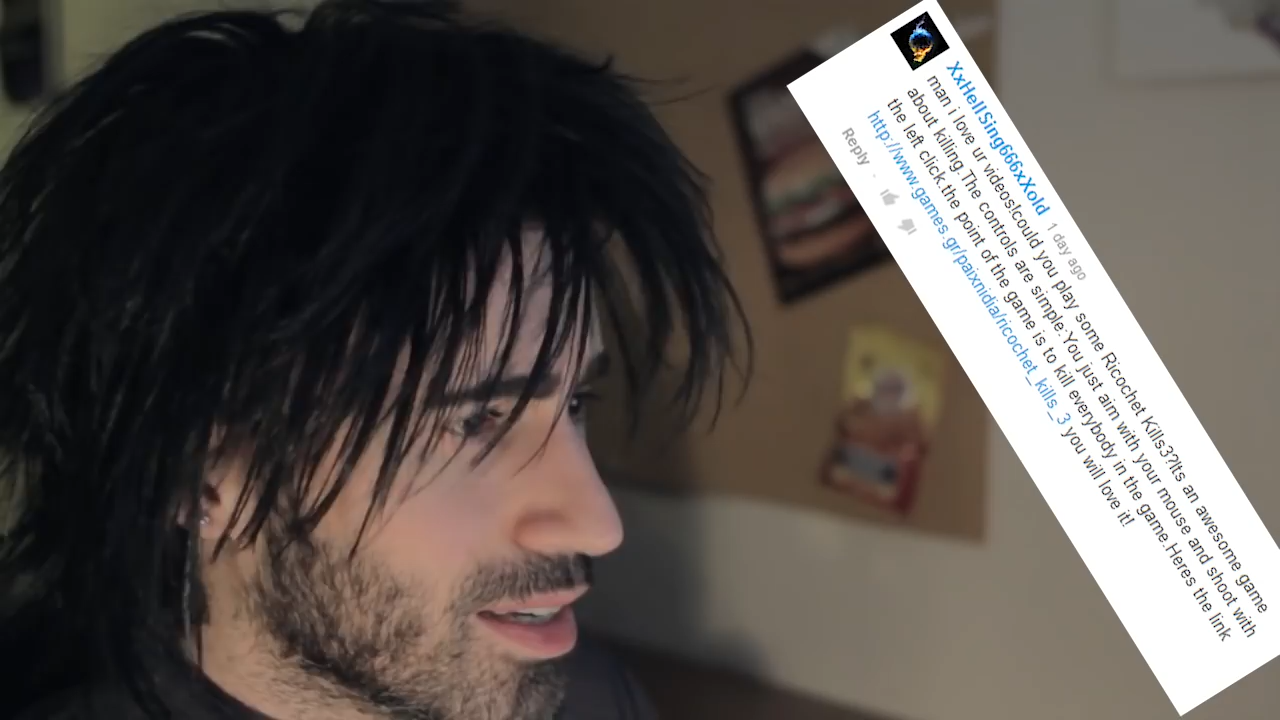 XxHellSing666xXold 1 day ago
man i love ur videos!could you play some Ricochet Kills3?Its an awesome game
about killing.The controls are simple:You just aim with your mouse and shoot with
the left click.the point of the game is to kill everybody in the game.Heres the link
http://www.games.gr/paixnidia/ricochet_kills_3 you will love it!
Reply